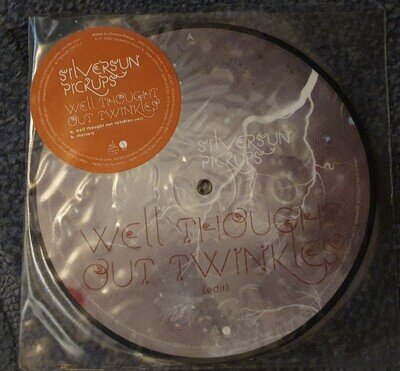 SILVERSUN
PICKUPS
Well THOUGHT
OUT TWINKLES
a. well thought out twinkles (edit)
b. mercury
A
SILVERSUN
PICKUPS
Well THOUGHT
OUT TWINKLES
(edit)